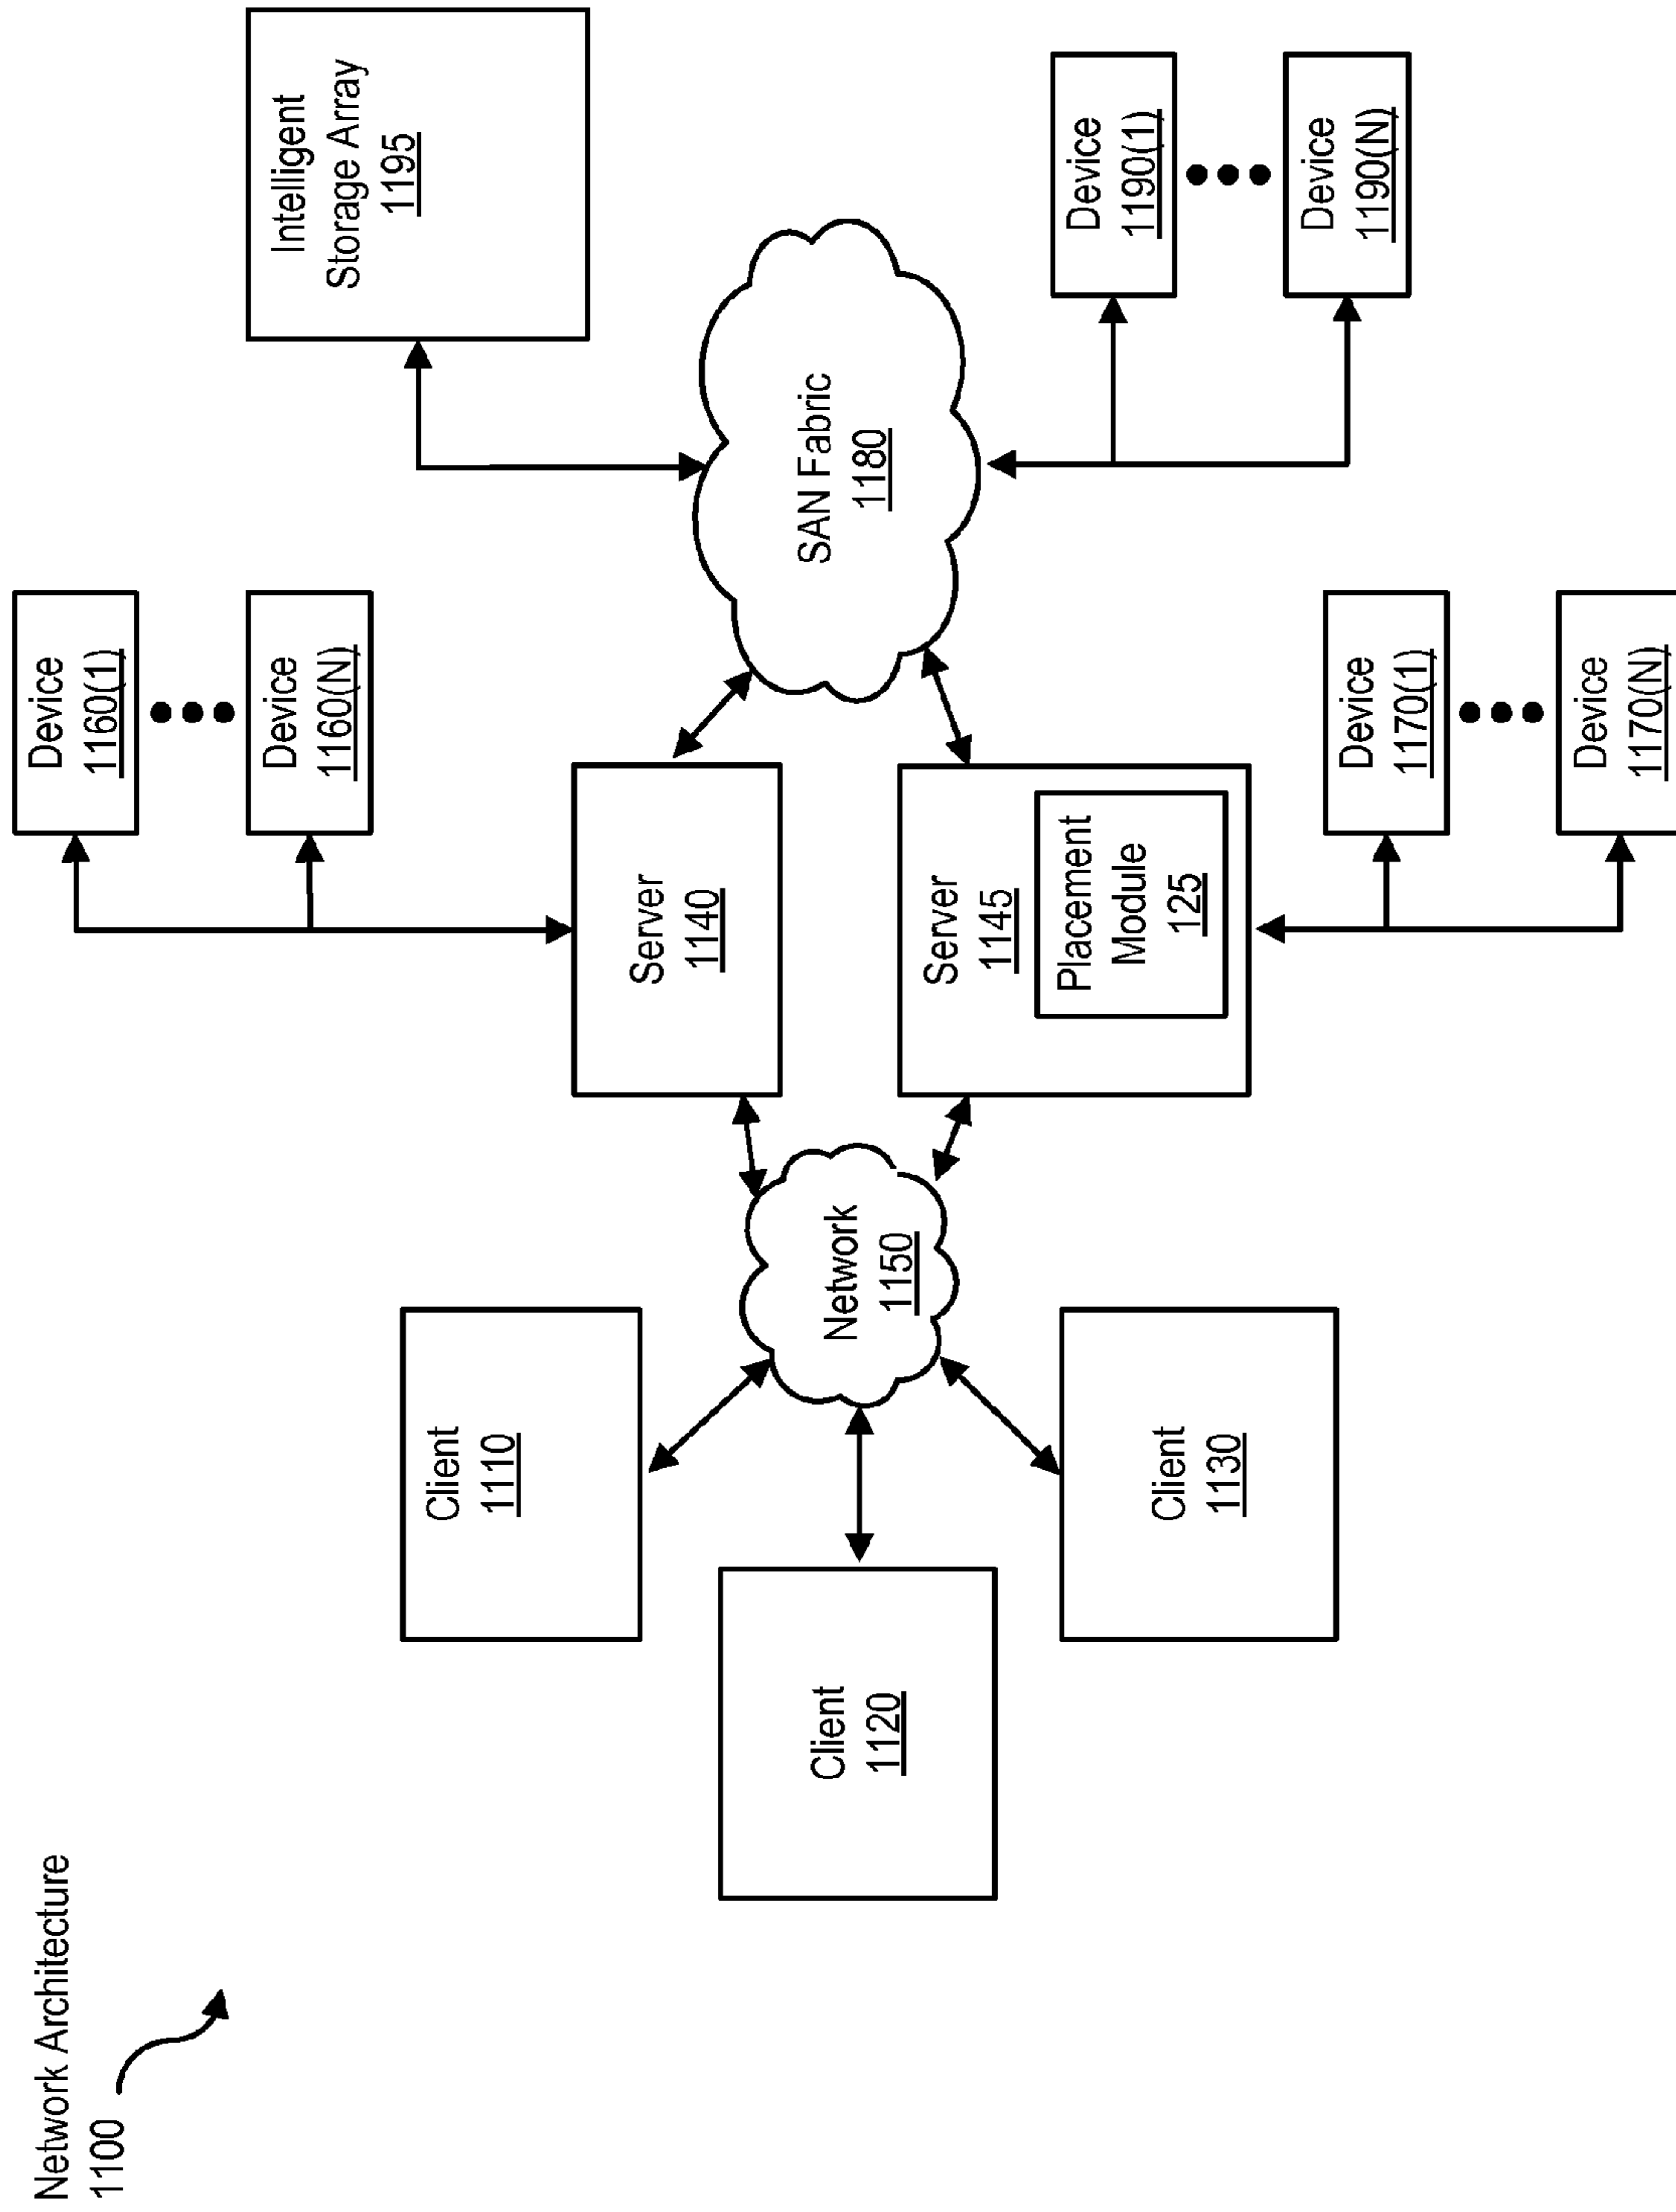 Network Architecture
1100
Device
1160(1)
Device
1160(N)
Intelligent
Storage Array
1195
Client
1110
Server
1140
Client
1120
Network
1150
SAN Fabric
1180
Server
1145
Placement
Module
125
Client
1130
Device
1190(1)
Device
1190(N)
Device
1170(1)
Device
1170(N)